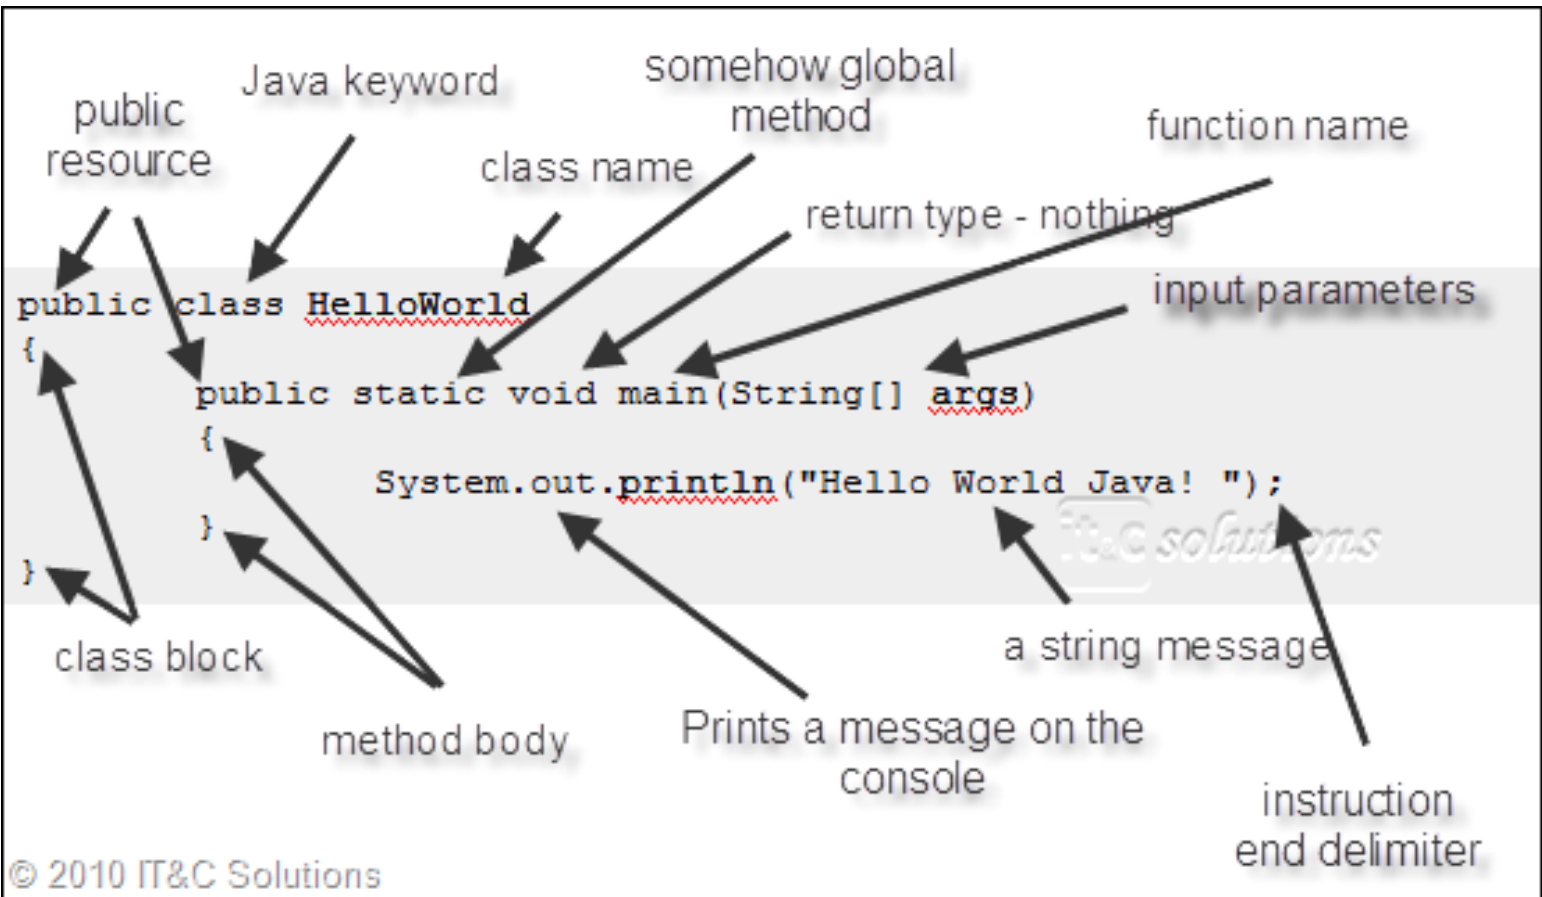 Java keyword
somehow global
method
public
resource
function name
class name
return type - nothing
input parameters
public class HelloWorld
{
public static void main(String[] args)
{
System.out.println("Hello World Java! ");
}
}
it&c solutions
class block
a string message
method body
Prints a message on the
console
instruction
end delimiter
© 2010 IT&C Solutions